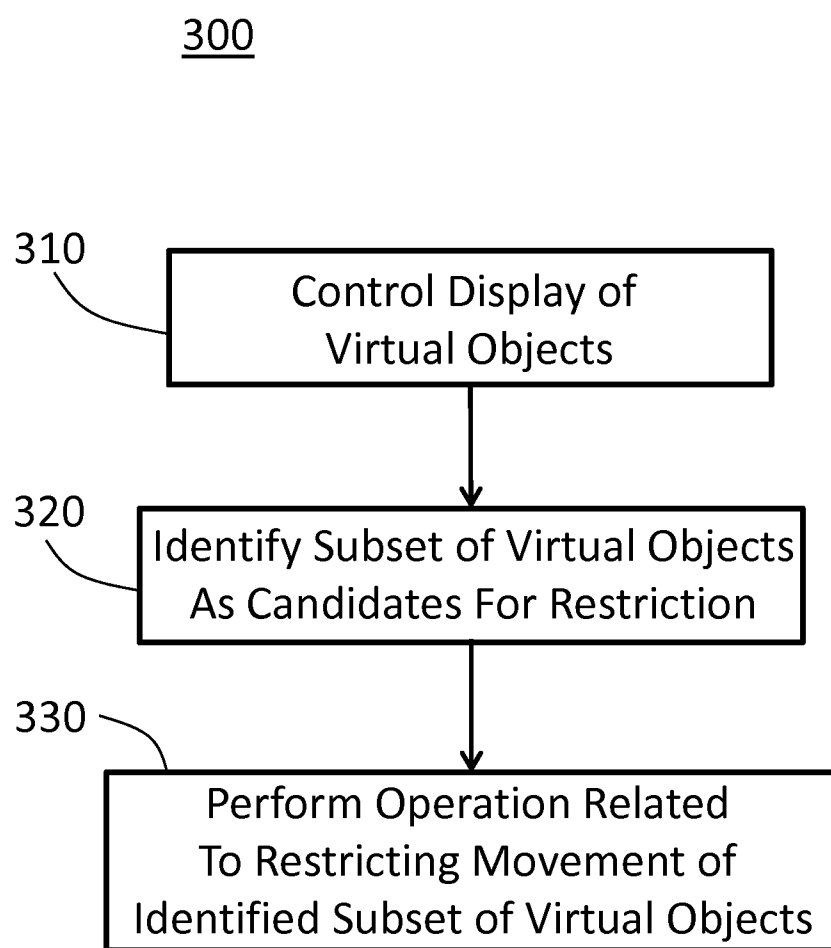 300
310
Control Display of
Virtual Objects
320
Identify Subset of Virtual Objects
As Candidates For Restriction
330
Perform Operation Related
To Restricting Movement of
Identified Subset of Virtual Objects